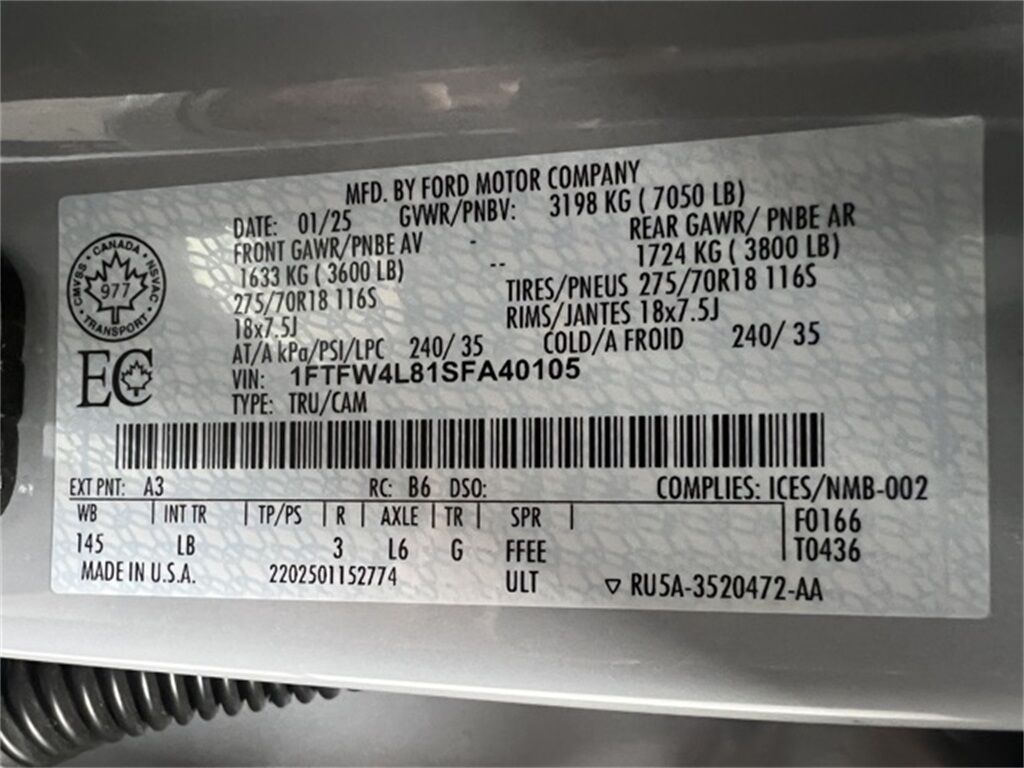 MFD. BY FORD MOTOR COMPANY
DATE: 01/25 GVWR/PNBV: 3198 KG ( 7050 LB)
FRONT GAWR/PNBE AV - REAR GAWR/ PNBE AR
1633 KG ( 3600 LB) -- 1724 KG ( 3800 LB)
275/70R18 116S TIRES/PNEUS 275/70R18 116S
18x7.5J RIMS/JANTES 18x7.5J
AT/A kPa/PSI/LPC 240/ 35 COLD/A FROID 240/ 35
VIN: 1FTFW4L81SFA40105
TYPE: TRU/CAM
CMVSS • CANADA • NSVAC • TRANSPORT •
977
EC
EXT PNT: A3 RC: B6 DSO: COMPLIES: ICES/NMB-002
WB | INT TR | TP/PS | R | AXLE | TR | SPR | F0166
145 LB 3 L6 G FFEE T0436
MADE IN U.S.A. 2202501152774 ULT ▽ RU5A-3520472-AA